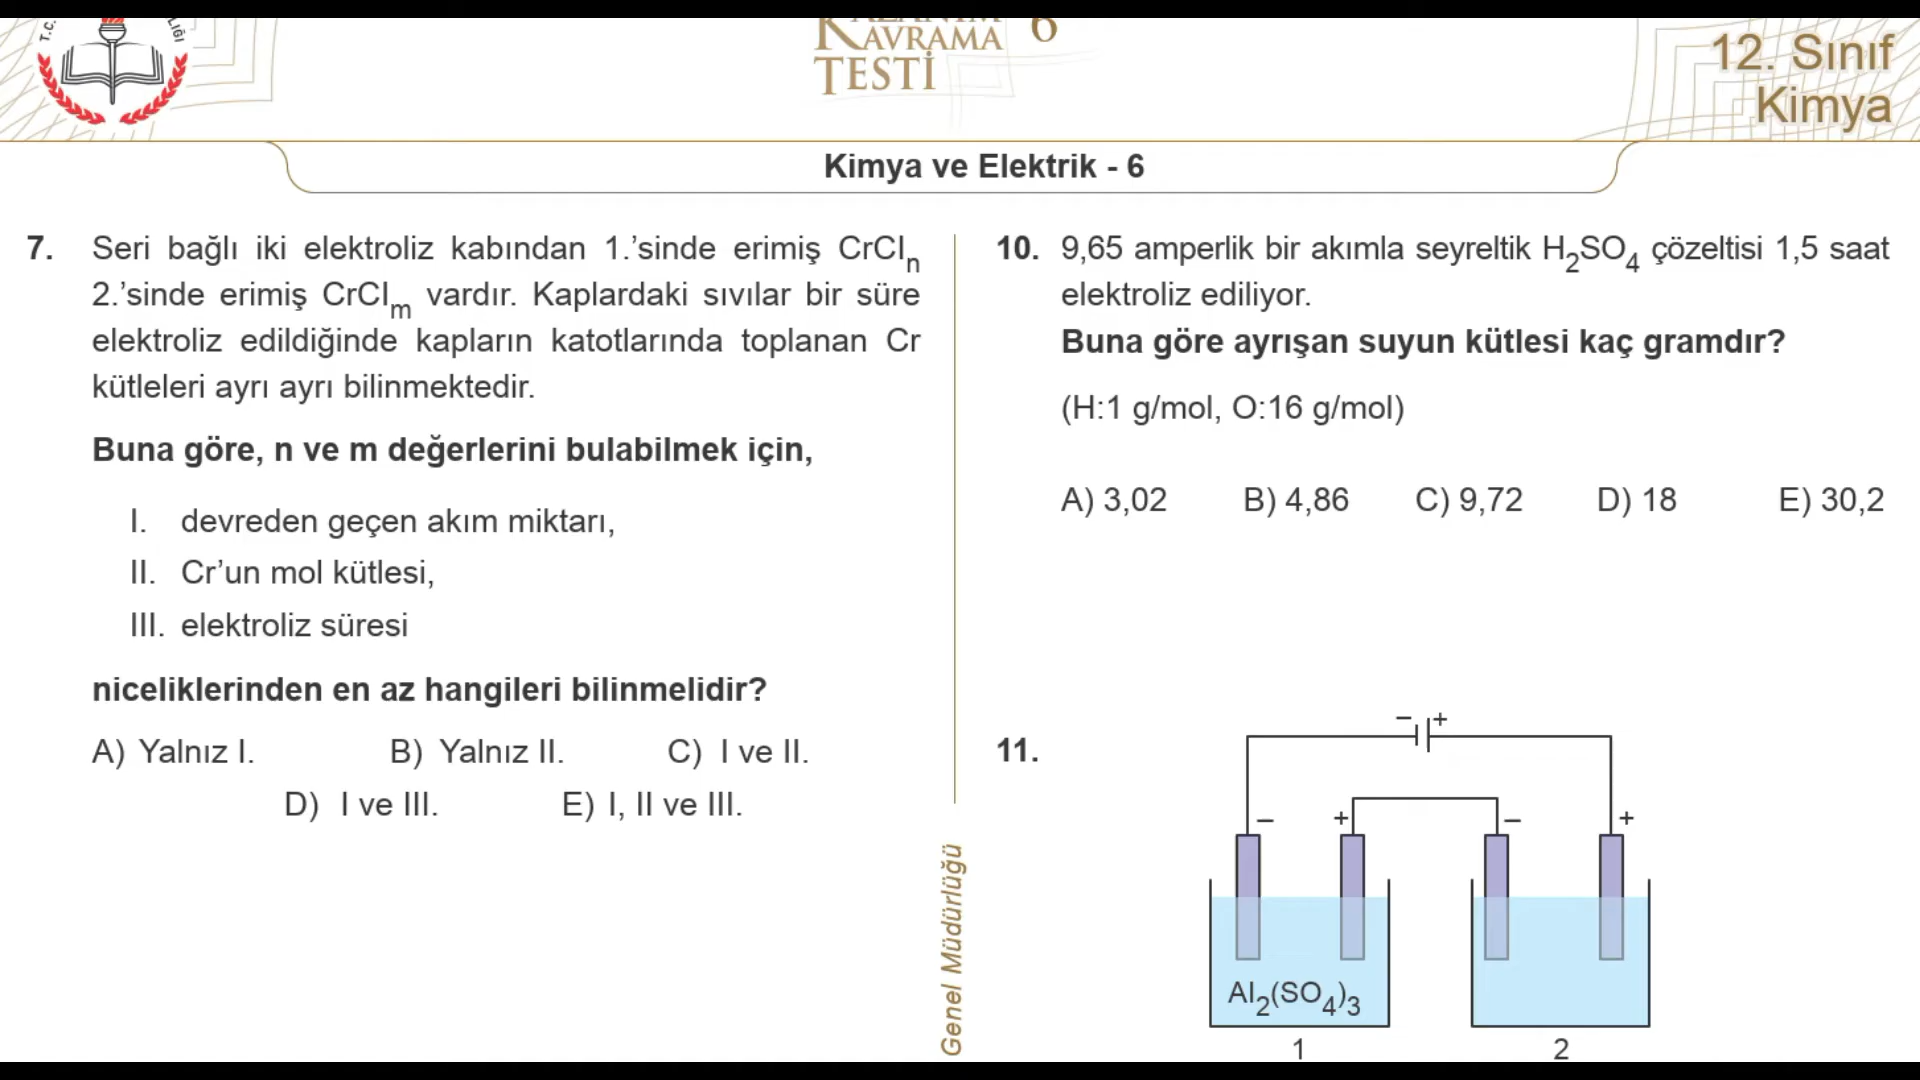 T.C.
LIĞI
KAVRAMA
TESTİ
6
12. Sınıf
Kimya
Kimya ve Elektrik - 6
7. Seri bağlı iki elektroliz kabından 1.’sinde erimiş CrClₙ
2.’sinde erimiş CrClₘ vardır. Kaplardaki sıvılar bir süre
elektroliz edildiğinde kapların katotlarında toplanan Cr
kütleleri ayrı ayrı bilinmektedir.
Buna göre, n ve m değerlerini bulabilmek için,
I. devreden geçen akım miktarı,
II. Cr’un mol kütlesi,
III. elektroliz süresi
niceliklerinden en az hangileri bilinmelidir?
A) Yalnız I. B) Yalnız II. C) I ve II.
D) I ve III. E) I, II ve III.
Genel Müdürlüğü
10. 9,65 amperlik bir akımla seyreltik H₂SO₄ çözeltisi 1,5 saat
elektroliz ediliyor.
Buna göre ayrışan suyun kütlesi kaç gramdır?
(H:1 g/mol, O:16 g/mol)
A) 3,02 B) 4,86 C) 9,72 D) 18 E) 30,2
11.
− +
− + − +
Al₂(SO₄)₃
1 2